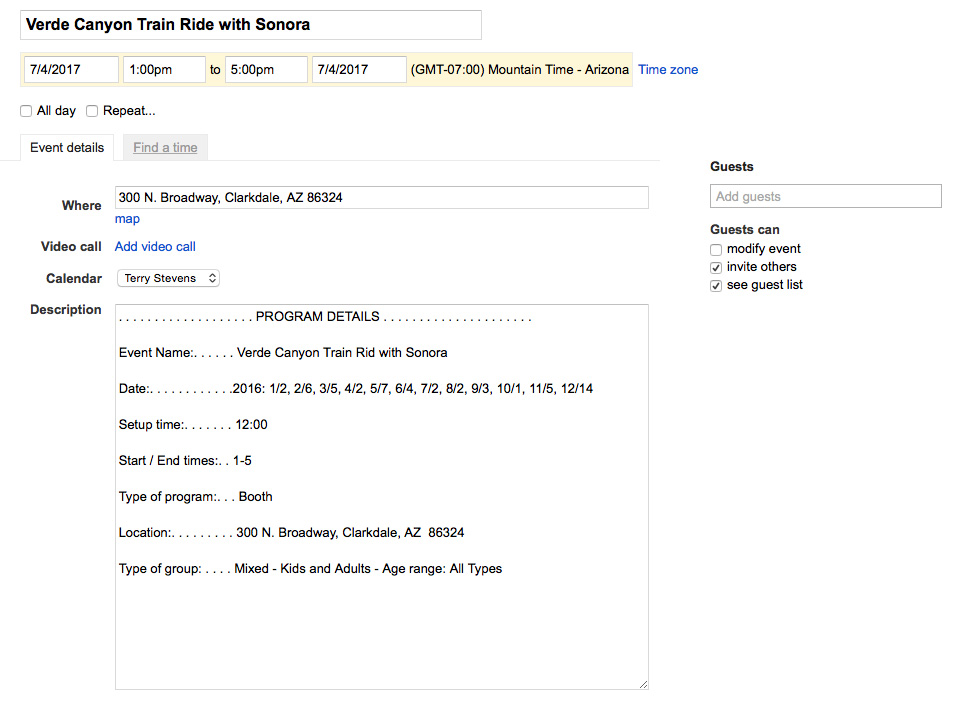 Verde Canyon Train Ride with Sonora
7/4/2017 1:00pm to 5:00pm 7/4/2017 (GMT-07:00) Mountain Time - Arizona Time zone
All day Repeat...
Event details Find a time
Guests
Where 300 N. Broadway, Clarkdale, AZ 86324
Add guests
map
Guests can
Video call Add video call
modify event
invite others
Calendar Terry Stevens
see guest list
Description
. . . . . . . . . . . . . . . . . . . PROGRAM DETAILS . . . . . . . . . . . . . . . . . . . . .
Event Name:. . . . . . Verde Canyon Train Rid with Sonora
Date:. . . . . . . . . . . .2016: 1/2, 2/6, 3/5, 4/2, 5/7, 6/4, 7/2, 8/2, 9/3, 10/1, 11/5, 12/14
Setup time:. . . . . . . 12:00
Start / End times:. . 1-5
Type of program:. . . Booth
Location:. . . . . . . . . 300 N. Broadway, Clarkdale, AZ  86324
Type of group: . . . . Mixed - Kids and Adults - Age range: All Types